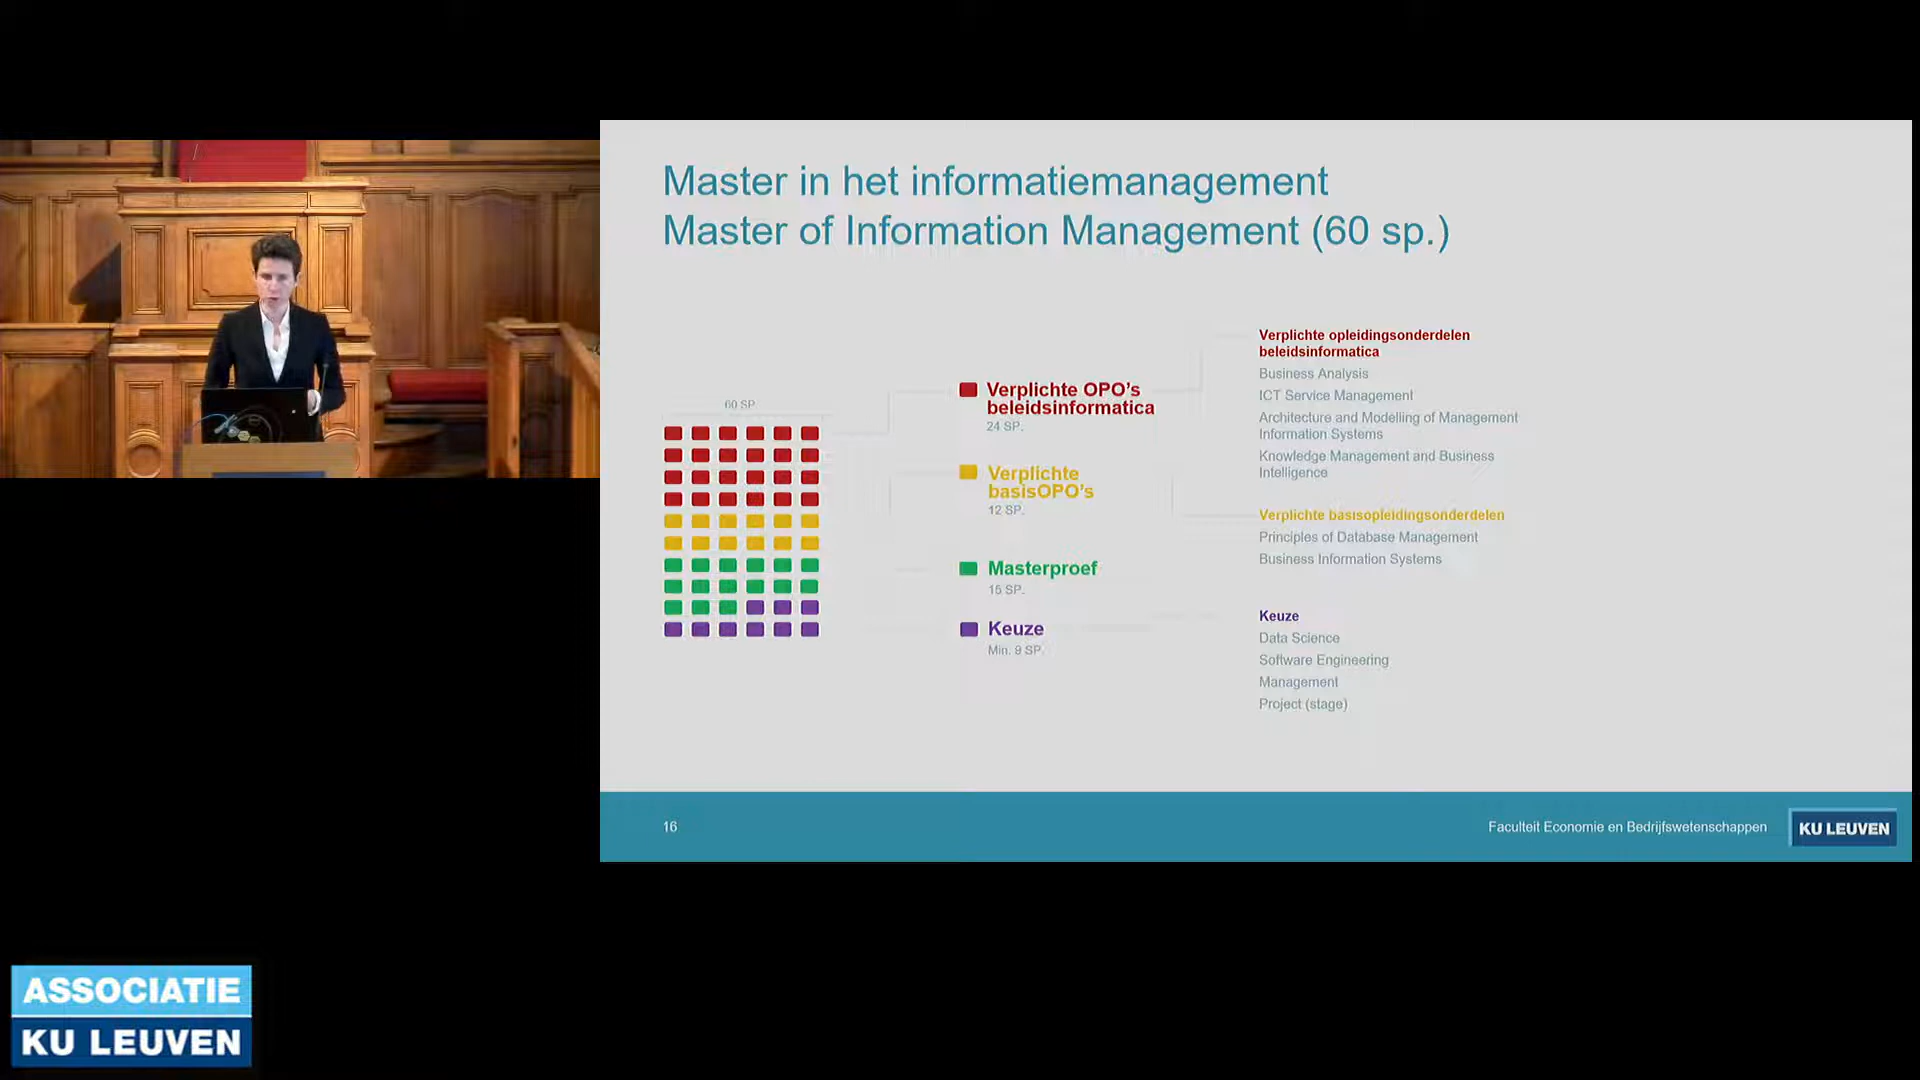 Master in het informatiemanagement
Master of Information Management (60 sp.)
60 SP
Verplichte OPO's
beleidsinformatica
24 SP.
Verplichte
basisOPO's
12 SP.
Masterproef
15 SP.
Keuze
Min. 9 SP.
Verplichte opleidingsonderdelen
beleidsinformatica
Business Analysis
ICT Service Management
Architecture and Modelling of Management
Information Systems
Knowledge Management and Business
Intelligence
Verplichte basisopleidingsonderdelen
Principles of Database Management
Business Information Systems
Keuze
Data Science
Software Engineering
Management
Project (stage)
16
Faculteit Economie en Bedrijfswetenschappen
KU LEUVEN
ASSOCIATIE
KU LEUVEN